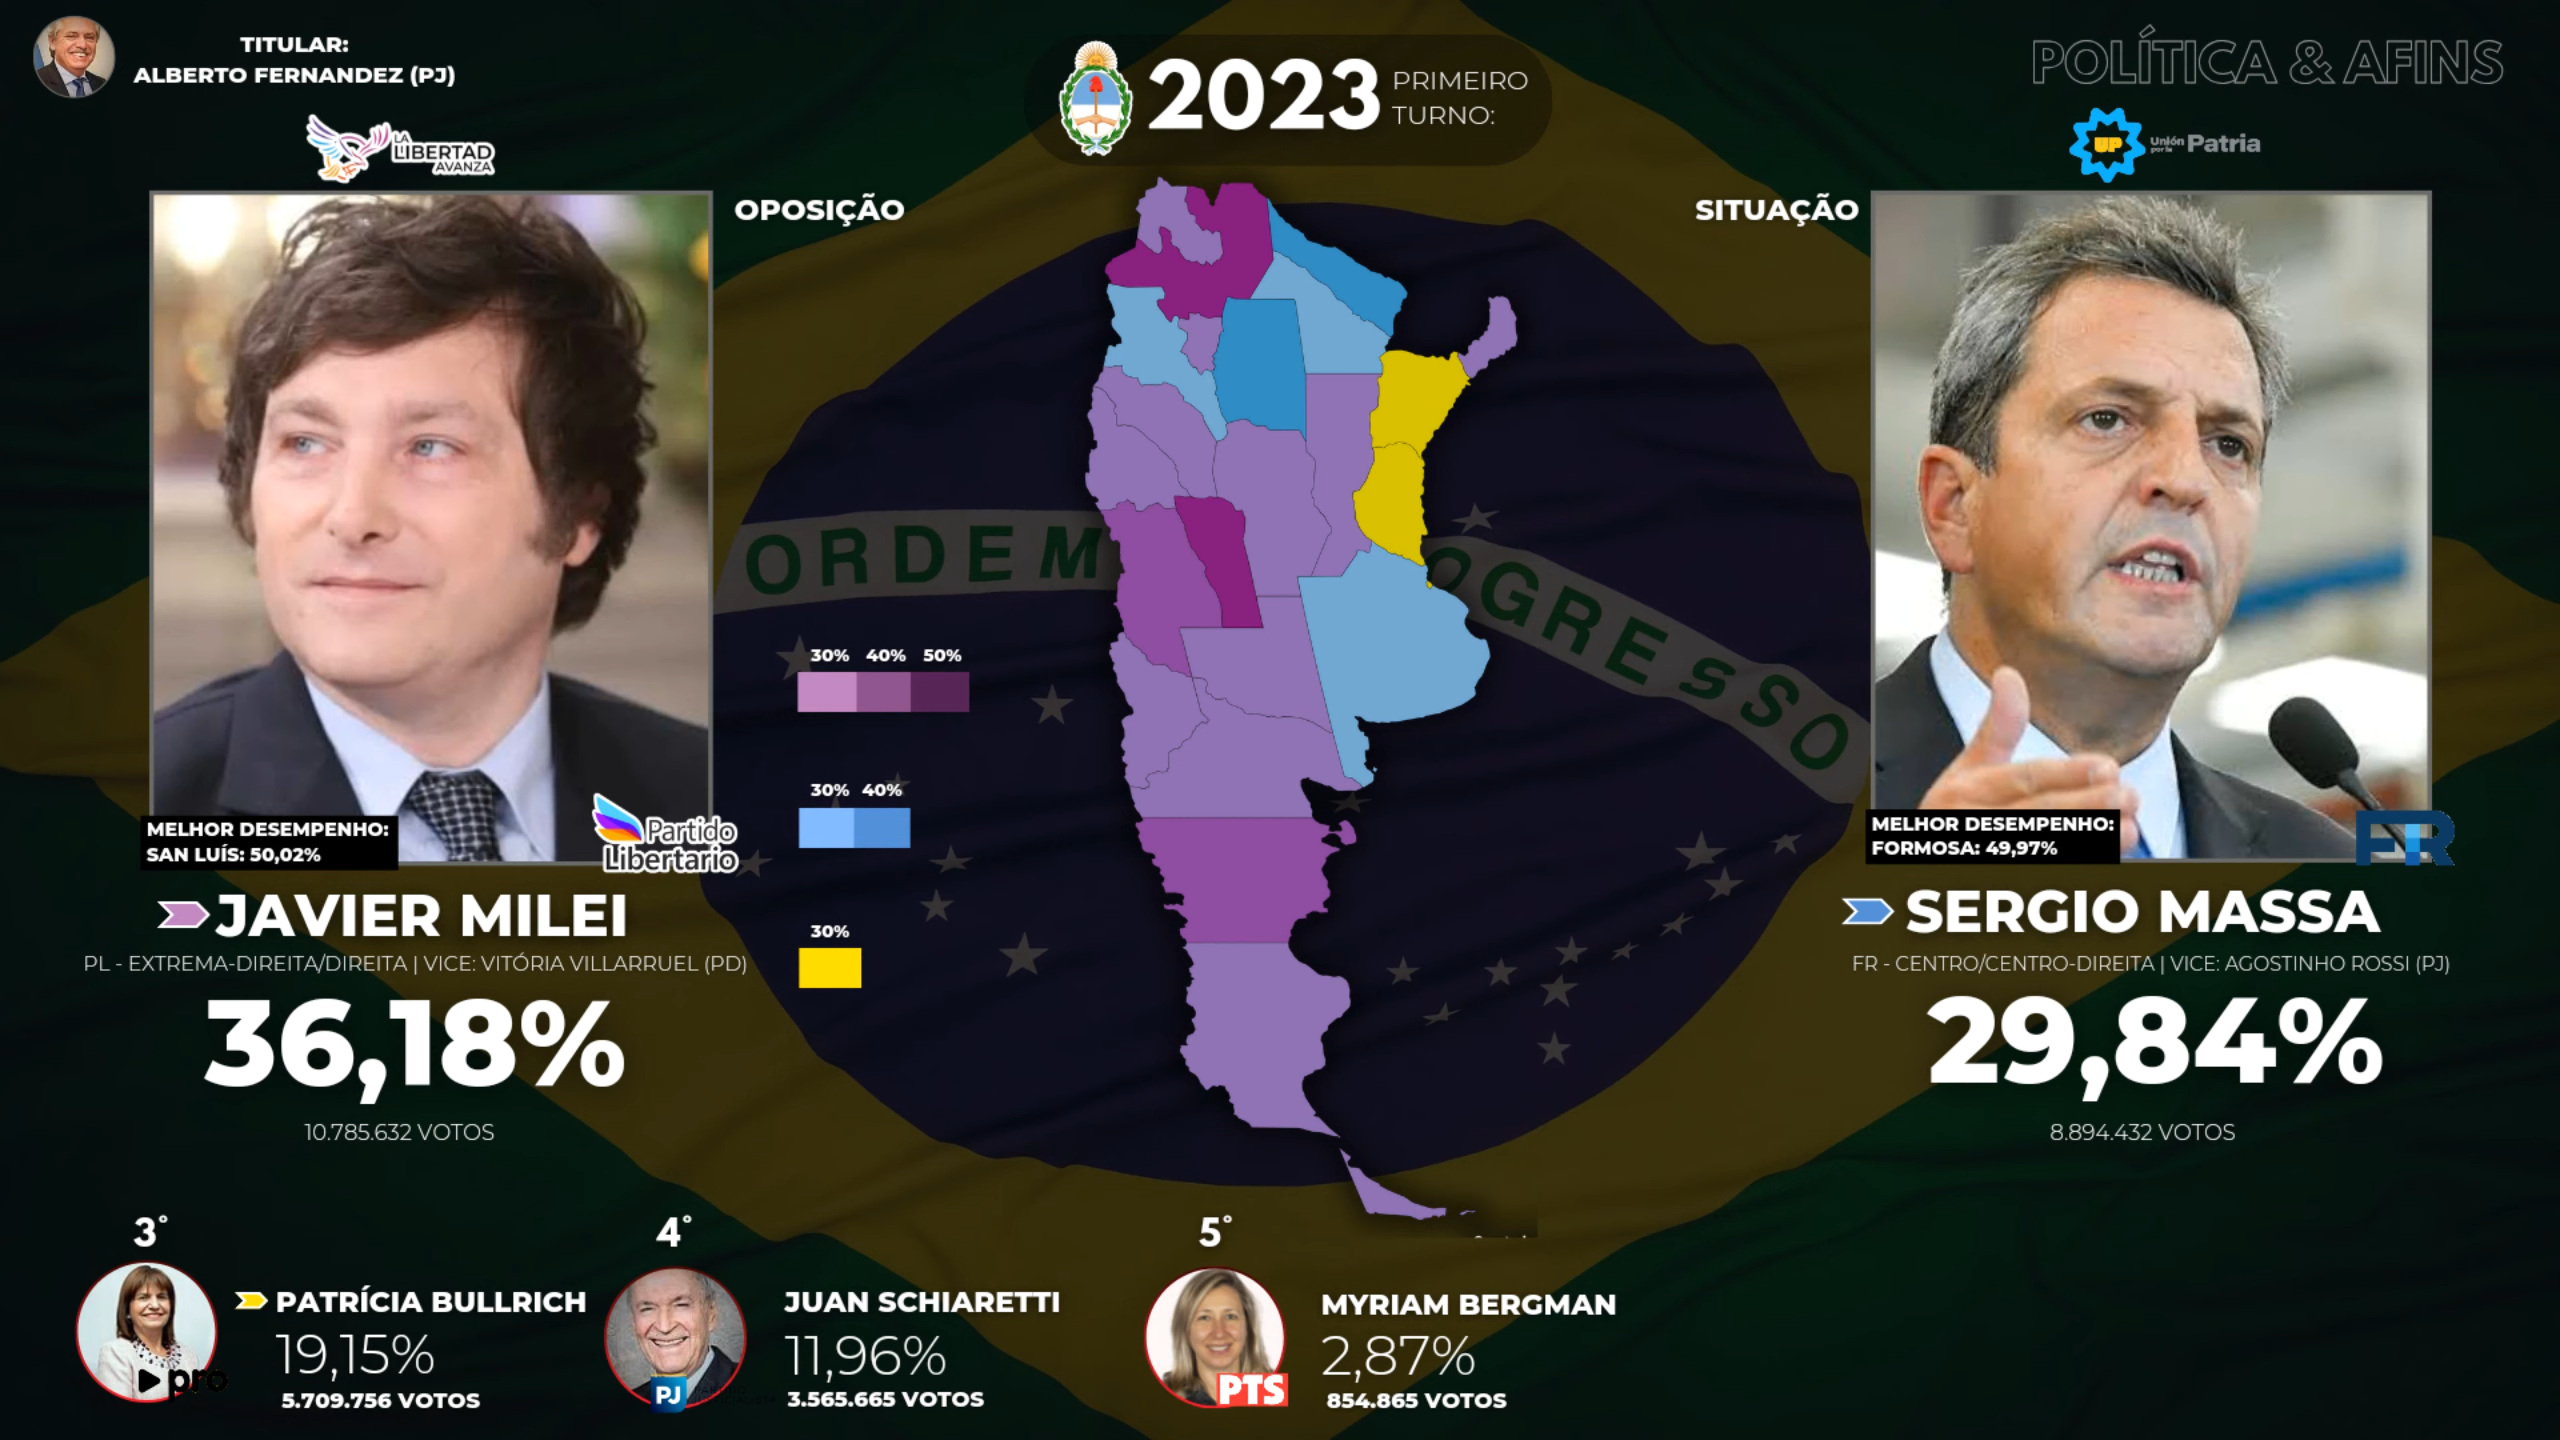 TITULAR:
ALBERTO FERNANDEZ (PJ)
2023
PRIMEIRO
TURNO:
POLÍTICA & AFINS
LA
LIBERTAD
AVANZA
UP
Unión
por la
Patria
OPOSIÇÃO
SITUAÇÃO
ORDEM
OGRESSO
30% 40% 50%
30% 40%
30%
MELHOR DESEMPENHO:
SAN LUÍS: 50,02%
Partido
Libertario
MELHOR DESEMPENHO:
FORMOSA: 49,97%
FR
JAVIER MILEI
PL - EXTREMA-DIREITA/DIREITA | VICE: VITÓRIA VILLARRUEL (PD)
36,18%
10.785.632 VOTOS
SERGIO MASSA
FR - CENTRO/CENTRO-DIREITA | VICE: AGOSTINHO ROSSI (PJ)
29,84%
8.894.432 VOTOS
3°
PATRÍCIA BULLRICH
19,15%
5.709.756 VOTOS
pro
4°
JUAN SCHIARETTI
11,96%
3.565.665 VOTOS
PJ
5°
MYRIAM BERGMAN
2,87%
854.865 VOTOS
PTS